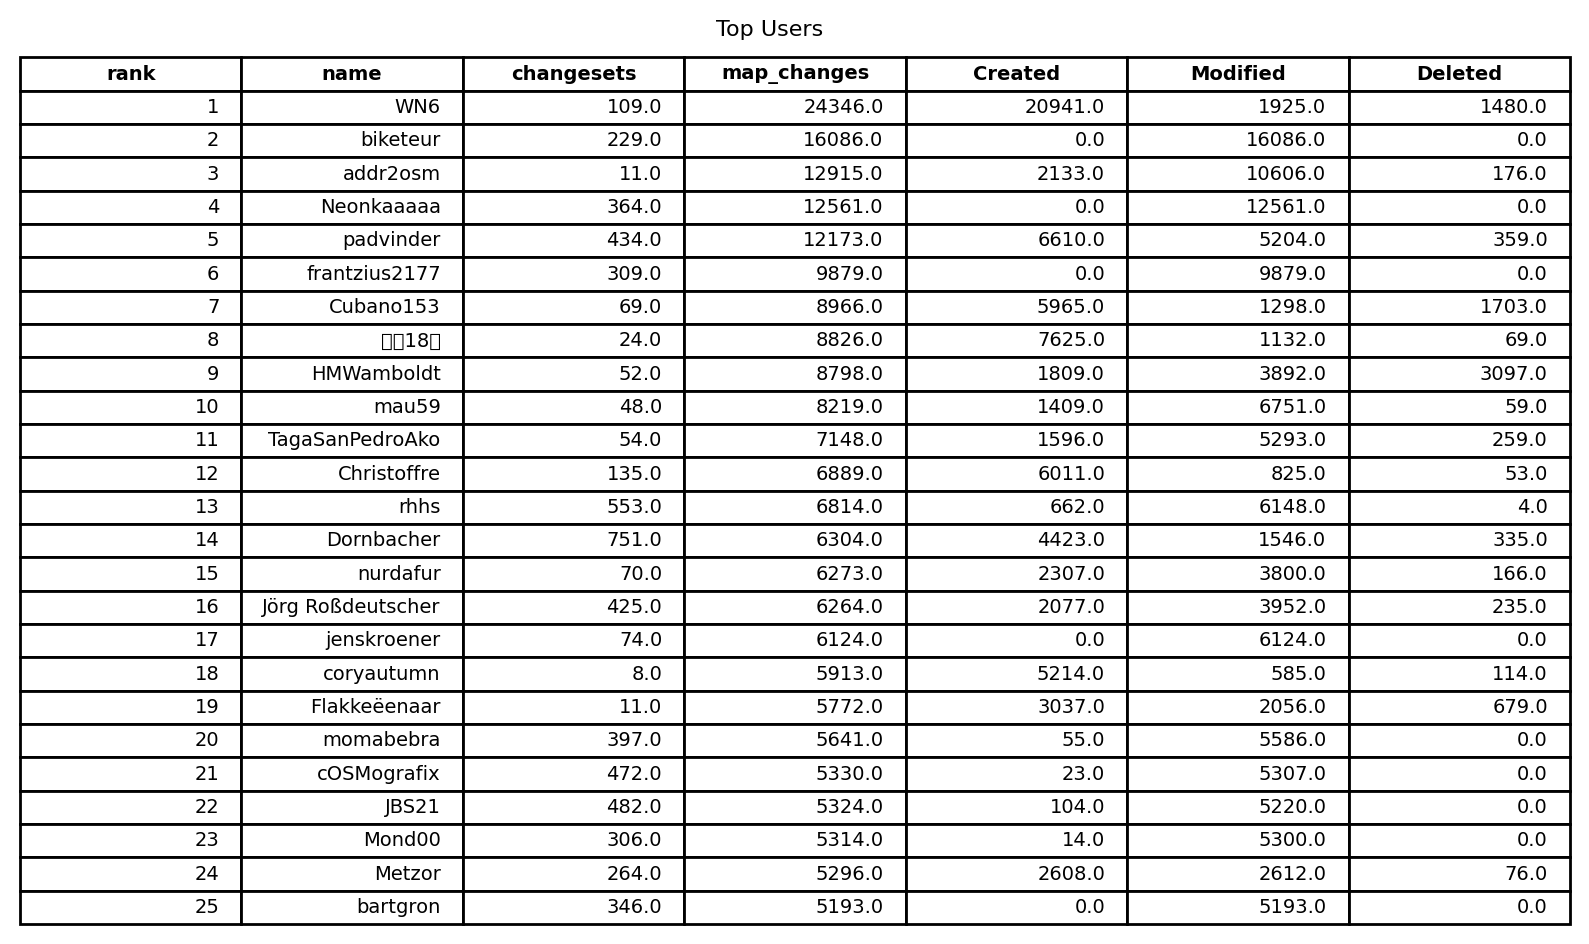 Top Users
rank name changesets map_changes Created Modified Deleted
1 WN6 109.0 24346.0 20941.0 1925.0 1480.0
2 biketeur 229.0 16086.0 0.0 16086.0 0.0
3 addr2osm 11.0 12915.0 2133.0 10606.0 176.0
4 Neonkaaaaa 364.0 12561.0 0.0 12561.0 0.0
5 padvinder 434.0 12173.0 6610.0 5204.0 359.0
6 frantzius2177 309.0 9879.0 0.0 9879.0 0.0
7 Cubano153 69.0 8966.0 5965.0 1298.0 1703.0
8 18 24.0 8826.0 7625.0 1132.0 69.0
9 HMWamboldt 52.0 8798.0 1809.0 3892.0 3097.0
10 mau59 48.0 8219.0 1409.0 6751.0 59.0
11 TagaSanPedroAko 54.0 7148.0 1596.0 5293.0 259.0
12 Christoffre 135.0 6889.0 6011.0 825.0 53.0
13 rhhs 553.0 6814.0 662.0 6148.0 4.0
14 Dornbacher 751.0 6304.0 4423.0 1546.0 335.0
15 nurdafur 70.0 6273.0 2307.0 3800.0 166.0
16 Jörg Roßdeutscher 425.0 6264.0 2077.0 3952.0 235.0
17 jenskroener 74.0 6124.0 0.0 6124.0 0.0
18 coryautumn 8.0 5913.0 5214.0 585.0 114.0
19 Flakkeëenaar 11.0 5772.0 3037.0 2056.0 679.0
20 momabebra 397.0 5641.0 55.0 5586.0 0.0
21 cOSMografix 472.0 5330.0 23.0 5307.0 0.0
22 JBS21 482.0 5324.0 104.0 5220.0 0.0
23 Mond00 306.0 5314.0 14.0 5300.0 0.0
24 Metzor 264.0 5296.0 2608.0 2612.0 76.0
25 bartgron 346.0 5193.0 0.0 5193.0 0.0